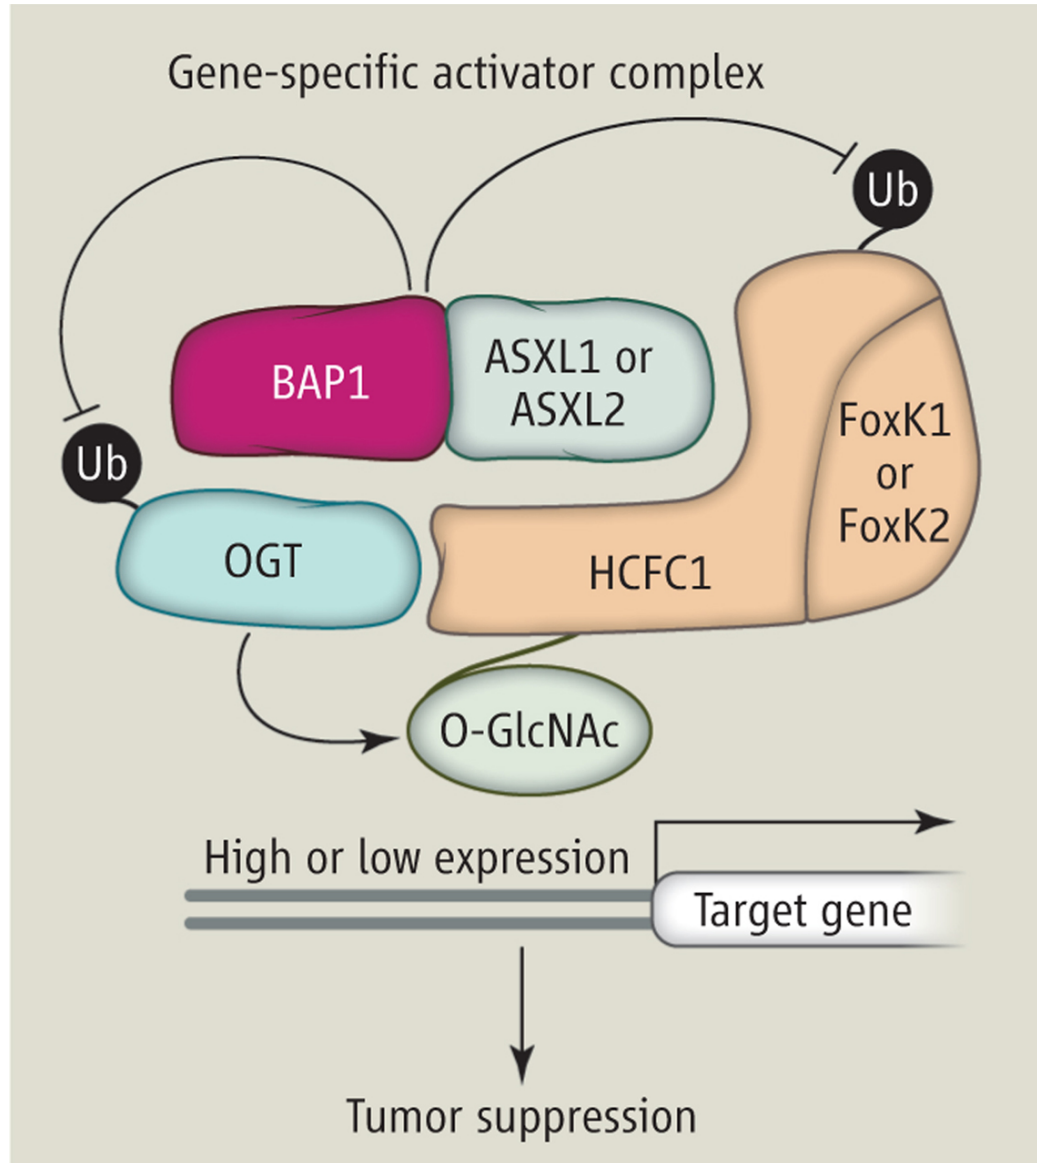 Gene-specific activator complex
Ub
BAP1
ASXL1 or
ASXL2
FoxK1
or
FoxK2
Ub
OGT
HCFC1
O-GlcNAc
High or low expression
Target gene
Tumor suppression